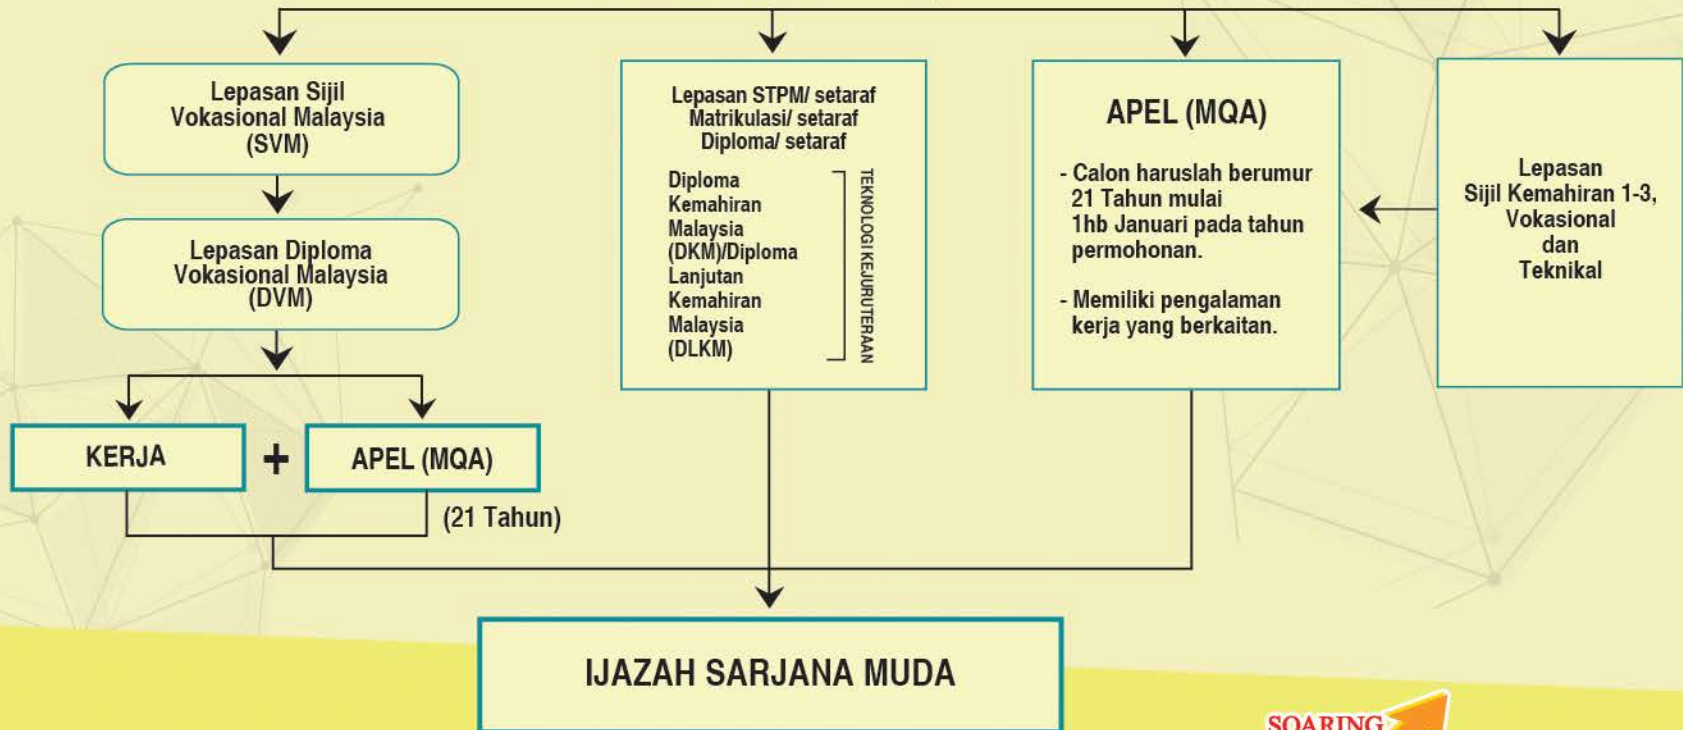 Lepasan Sijil
Vokasional Malaysia
(SVM)
Lepasan Diploma
Vokasional Malaysia
(DVM)
KERJA
+
APEL (MQA)
(21 Tahun)
Lepasan STPM/ setaraf
Matrikulasi/ setaraf
Diploma/ setaraf
Diploma
Kemahiran
Malaysia
(DKM)/Diploma
Lanjutan
Kemahiran
Malaysia
(DLKM)
TEKNOLOGI KEJURUTERAAN
APEL (MQA)
- Calon haruslah berumur
21 Tahun mulai
1hb Januari pada tahun
permohonan.
- Memiliki pengalaman
kerja yang berkaitan.
Lepasan
Sijil Kemahiran 1-3,
Vokasional
dan
Teknikal
IJAZAH SARJANA MUDA
SOARING